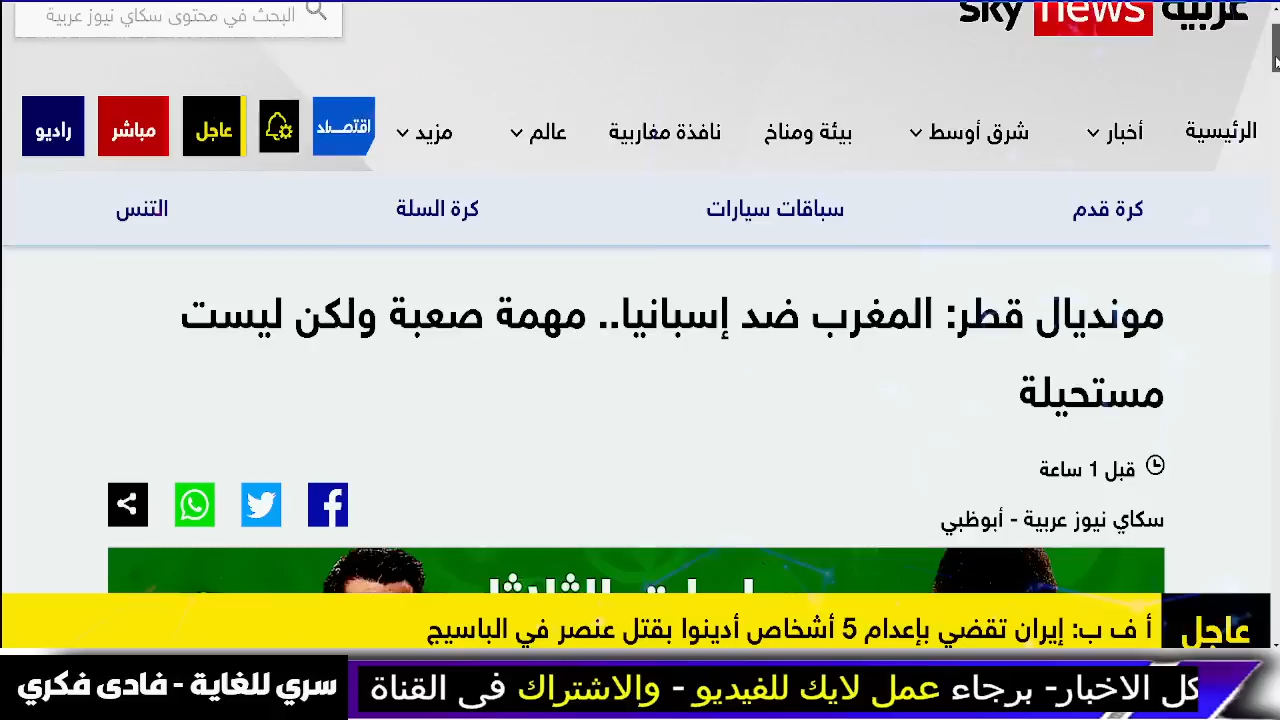 sky news عربية
البحث في محتوى سكاي نيوز عربية
الرئيسية أخبار شرق أوسط بيئة ومناخ نافذة مغاربية عالم مزيد اقتصاد عاجل مباشر راديو
كرة قدم سباقات سيارات كرة السلة التنس
مونديال قطر: المغرب ضد إسبانيا.. مهمة صعبة ولكن ليست
مستحيلة
قبل 1 ساعة
سكاي نيوز عربية - أبوظبي
عاجل أ ف ب: إيران تقضي بإعدام 5 أشخاص أدينوا بقتل عنصر في الباسيج
كل الاخبار- برجاء عمل لايك للفيديو - والاشتراك فى القناة
سري للغاية - فادى فكري